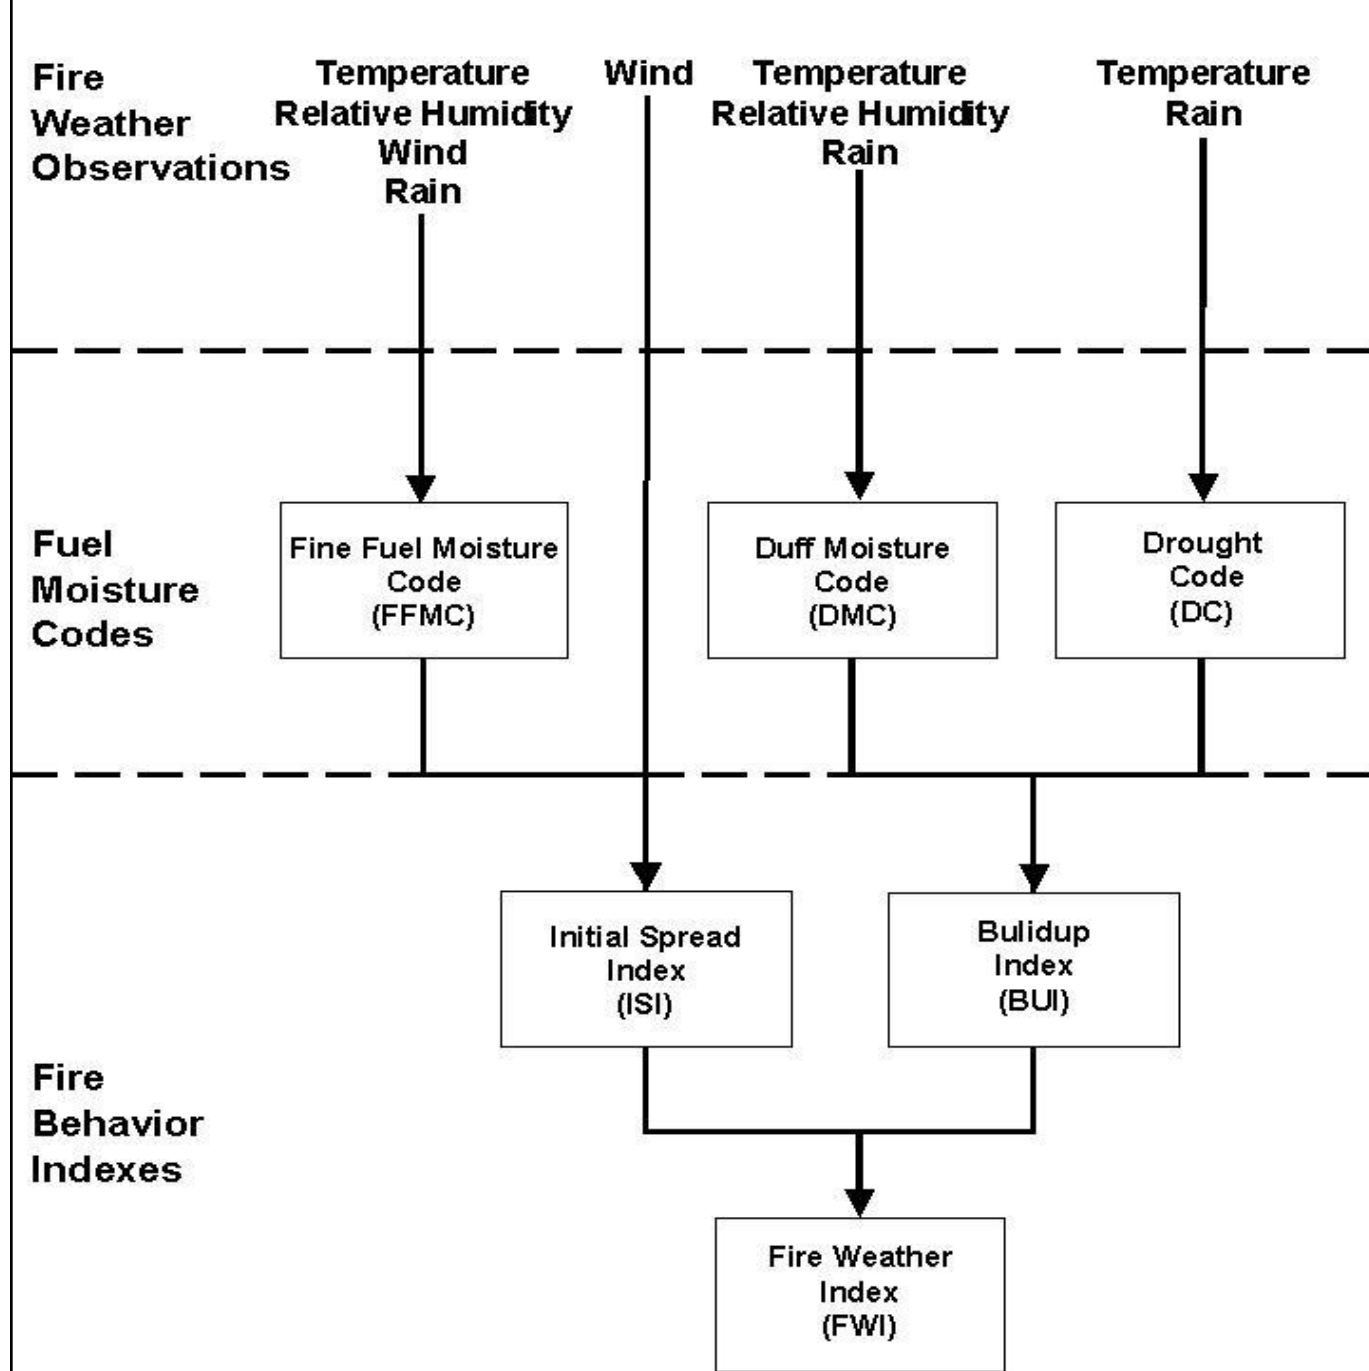 Fire
Weather
Observations
Temperature
Relative Humidity
Wind
Rain
Wind
Temperature
Relative Humidity
Rain
Temperature
Rain
Fuel
Moisture
Codes
Fine Fuel Moisture
Code
(FFMC)
Duff Moisture
Code
(DMC)
Drought
Code
(DC)
Fire
Behavior
Indexes
Initial Spread
Index
(ISI)
Bulidup
Index
(BUI)
Fire Weather
Index
(FWI)